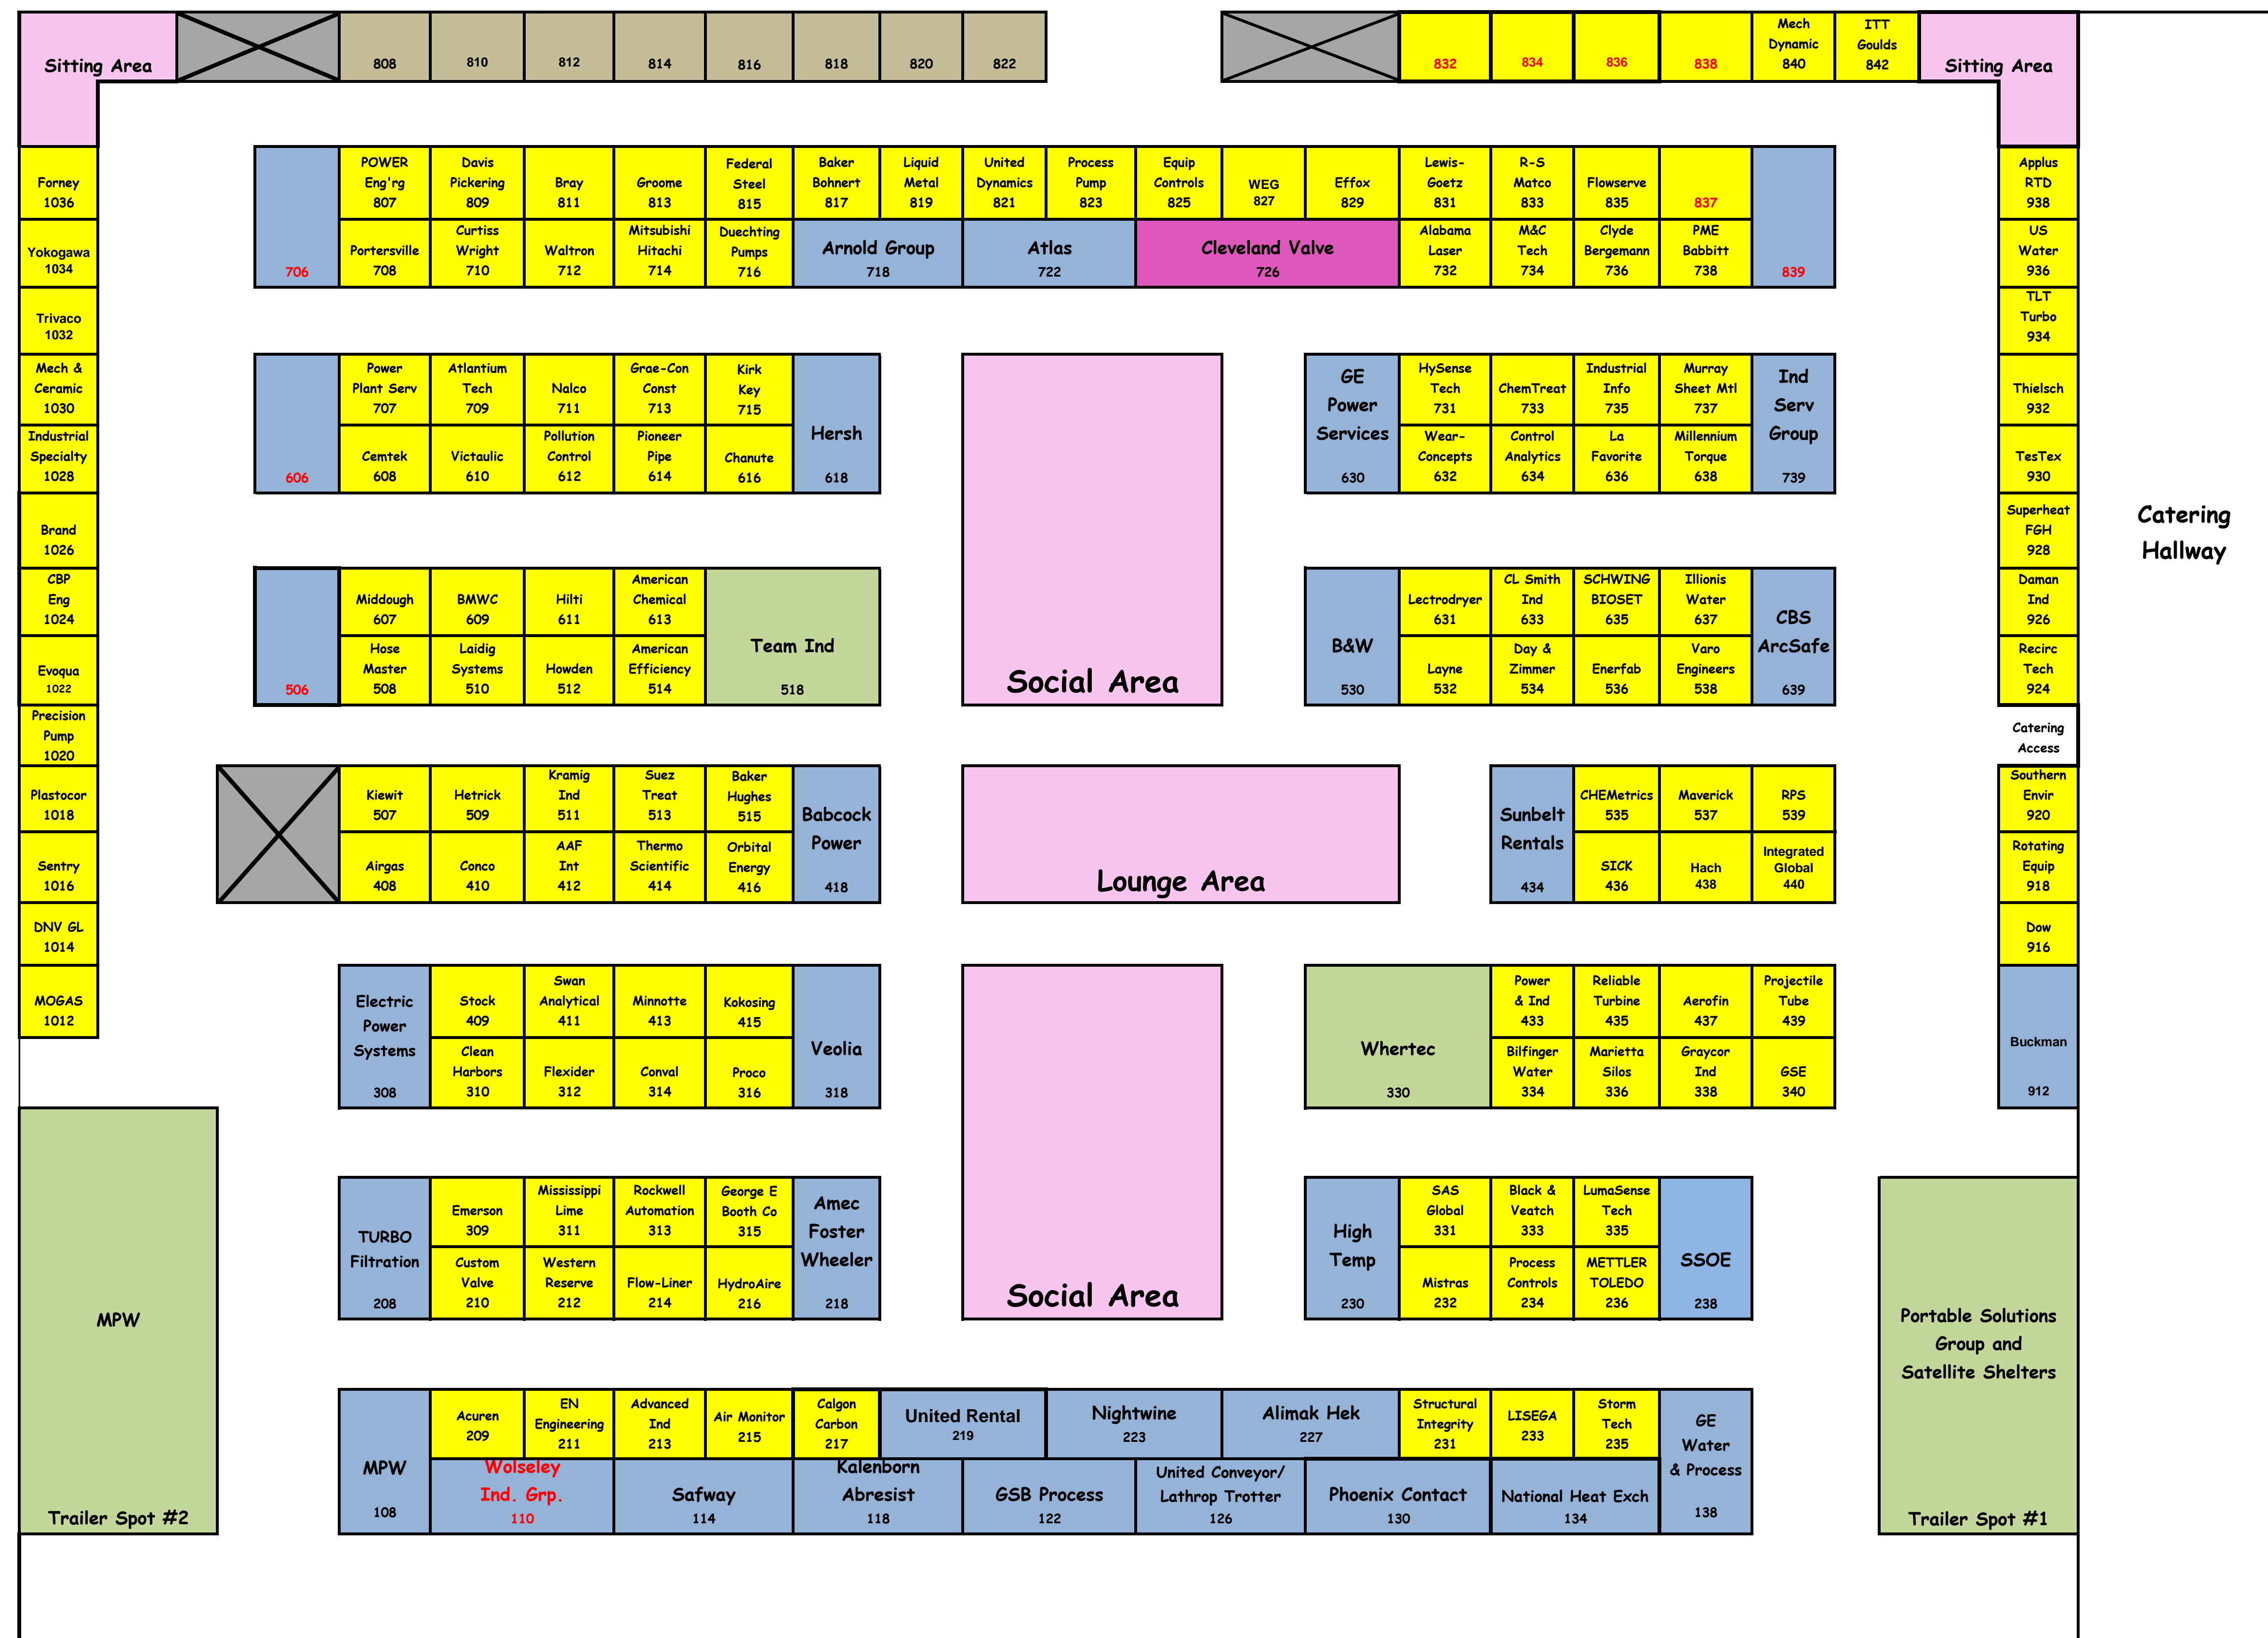 Sitting Area
808
810
812
814
816
818
820
822
832
834
836
838
Mech
Dynamic
840
ITT
Goulds
842
Sitting Area
Forney
1036
Yokogawa
1034
Trivaco
1032
Mech &
Ceramic
1030
Industrial
Specialty
1028
Brand
1026
CBP
Eng
1024
Evoqua
1022
Precision
Pump
1020
Plastocor
1018
Sentry
1016
DNV GL
1014
MOGAS
1012
706
POWER
Eng'rg
807
Davis
Pickering
809
Bray
811
Groome
813
Federal
Steel
815
Baker
Bohnert
817
Liquid
Metal
819
United
Dynamics
821
Process
Pump
823
Equip
Controls
825
WEG
827
Effox
829
Lewis-
Goetz
831
R-S
Matco
833
Flowserve
835
837
839
Portersville
708
Curtiss
Wright
710
Waltron
712
Mitsubishi
Hitachi
714
Duechting
Pumps
716
Arnold Group
718
Atlas
722
Cleveland Valve
726
Alabama
Laser
732
M&C
Tech
734
Clyde
Bergemann
736
PME
Babbitt
738
606
Power
Plant Serv
707
Atlantium
Tech
709
Nalco
711
Grae-Con
Const
713
Kirk
Key
715
Hersh
618
Cemtek
608
Victaulic
610
Pollution
Control
612
Pioneer
Pipe
614
Chanute
616
GE
Power
Services
630
HySense
Tech
731
ChemTreat
733
Industrial
Info
735
Murray
Sheet Mtl
737
Ind
Serv
Group
739
Wear-
Concepts
632
Control
Analytics
634
La
Favorite
636
Millennium
Torque
638
506
Middough
607
BMWC
609
Hilti
611
American
Chemical
613
Team Ind
518
Hose
Master
508
Laidig
Systems
510
Howden
512
American
Efficiency
514
Social Area
B&W
530
Lectrodryer
631
CL Smith
Ind
633
SCHWING
BIOSET
635
Illionis
Water
637
CBS
ArcSafe
639
Layne
532
Day &
Zimmer
534
Enerfab
536
Varo
Engineers
538
Kiewit
507
Hetrick
509
Kramig
Ind
511
Suez
Treat
513
Baker
Hughes
515
Babcock
Power
418
Airgas
408
Conco
410
AAF
Int
412
Thermo
Scientific
414
Orbital
Energy
416
Lounge Area
Sunbelt
Rentals
434
CHEMetrics
535
Maverick
537
RPS
539
SICK
436
Hach
438
Integrated
Global
440
Electric
Power
Systems
308
Stock
409
Swan
Analytical
411
Minnotte
413
Kokosing
415
Veolia
318
Clean
Harbors
310
Flexider
312
Conval
314
Proco
316
Whertec
330
Power
& Ind
433
Reliable
Turbine
435
Aerofin
437
Projectile
Tube
439
Bilfinger
Water
334
Marietta
Silos
336
Graycor
Ind
338
GSE
340
TURBO
Filtration
208
Emerson
309
Mississippi
Lime
311
Rockwell
Automation
313
George E
Booth Co
315
Amec
Foster
Wheeler
218
Custom
Valve
210
Western
Reserve
212
Flow-Liner
214
HydroAire
216
Social Area
High
Temp
230
SAS
Global
331
Black &
Veatch
333
LumaSense
Tech
335
SSOE
238
Mistras
232
Process
Controls
234
METTLER
TOLEDO
236
MPW
108
Acuren
209
EN
Engineering
211
Advanced
Ind
213
Air Monitor
215
Calgon
Carbon
217
United Rental
219
Nightwine
223
Alimak Hek
227
Structural
Integrity
231
LISEGA
233
Storm
Tech
235
GE
Water
& Process
138
Wolseley
Ind. Grp.
110
Safway
114
Kalenborn
Abresist
118
GSB Process
122
United Conveyor/
Lathrop Trotter
126
Phoenix Contact
130
National Heat Exch
134
MPW
Trailer Spot #2
Applus
RTD
938
US
Water
936
TLT
Turbo
934
Thielsch
932
TesTex
930
Superheat
FGH
928
Daman
Ind
926
Recirc
Tech
924
Catering
Access
Southern
Envir
920
Rotating
Equip
918
Dow
916
Buckman
912
Portable Solutions
Group and
Satellite Shelters
Trailer Spot #1
Catering
Hallway